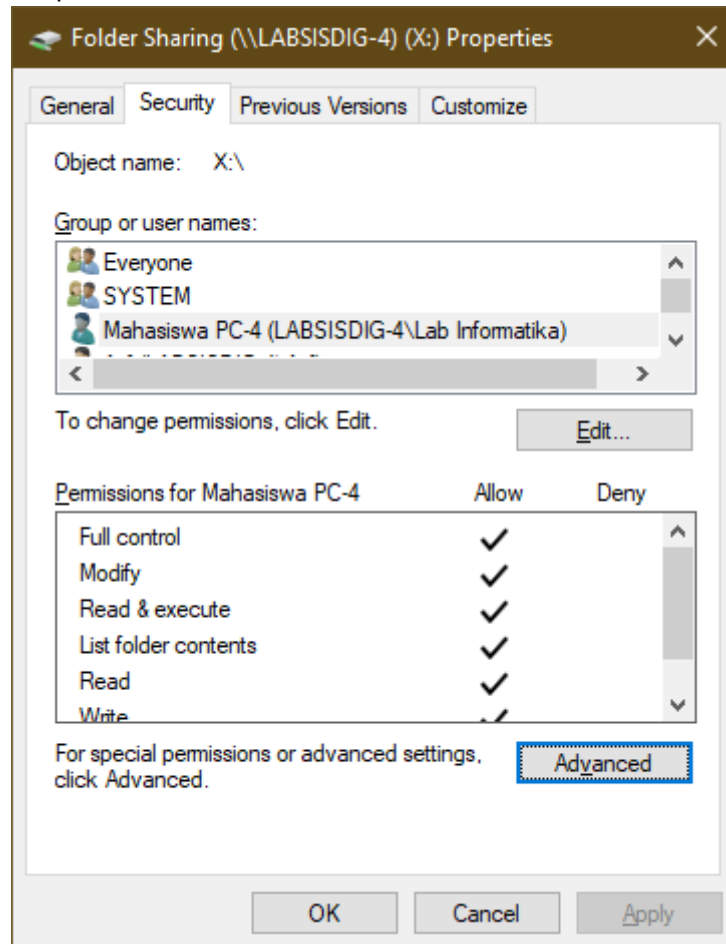 Folder Sharing (\\LABSISDIG-4) (X:) Properties
General Security Previous Versions Customize
Object name: X:\
Group or user names:
Everyone
SYSTEM
Mahasiswa PC-4 (LABSISDIG-4\Lab Informatika)
To change permissions, click Edit.
Edit...
Permissions for Mahasiswa PC-4 Allow Deny
Full control
Modify
Read & execute
List folder contents
Read
Write
For special permissions or advanced settings,
click Advanced.
Advanced
OK Cancel Apply